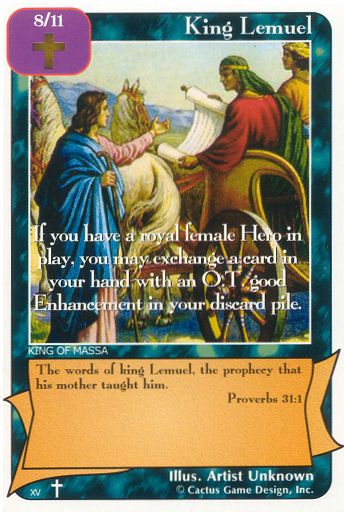 8/11
King Lemuel
If you have a royal female Hero in
play, you may exchange a card in
your hand with an O.T. good
Enhancement in your discard pile.
KING OF MASSA
The words of king Lemuel, the prophecy that
his mother taught him.
Proverbs 31:1
Illus. Artist Unknown
XV
© Cactus Game Design, Inc.